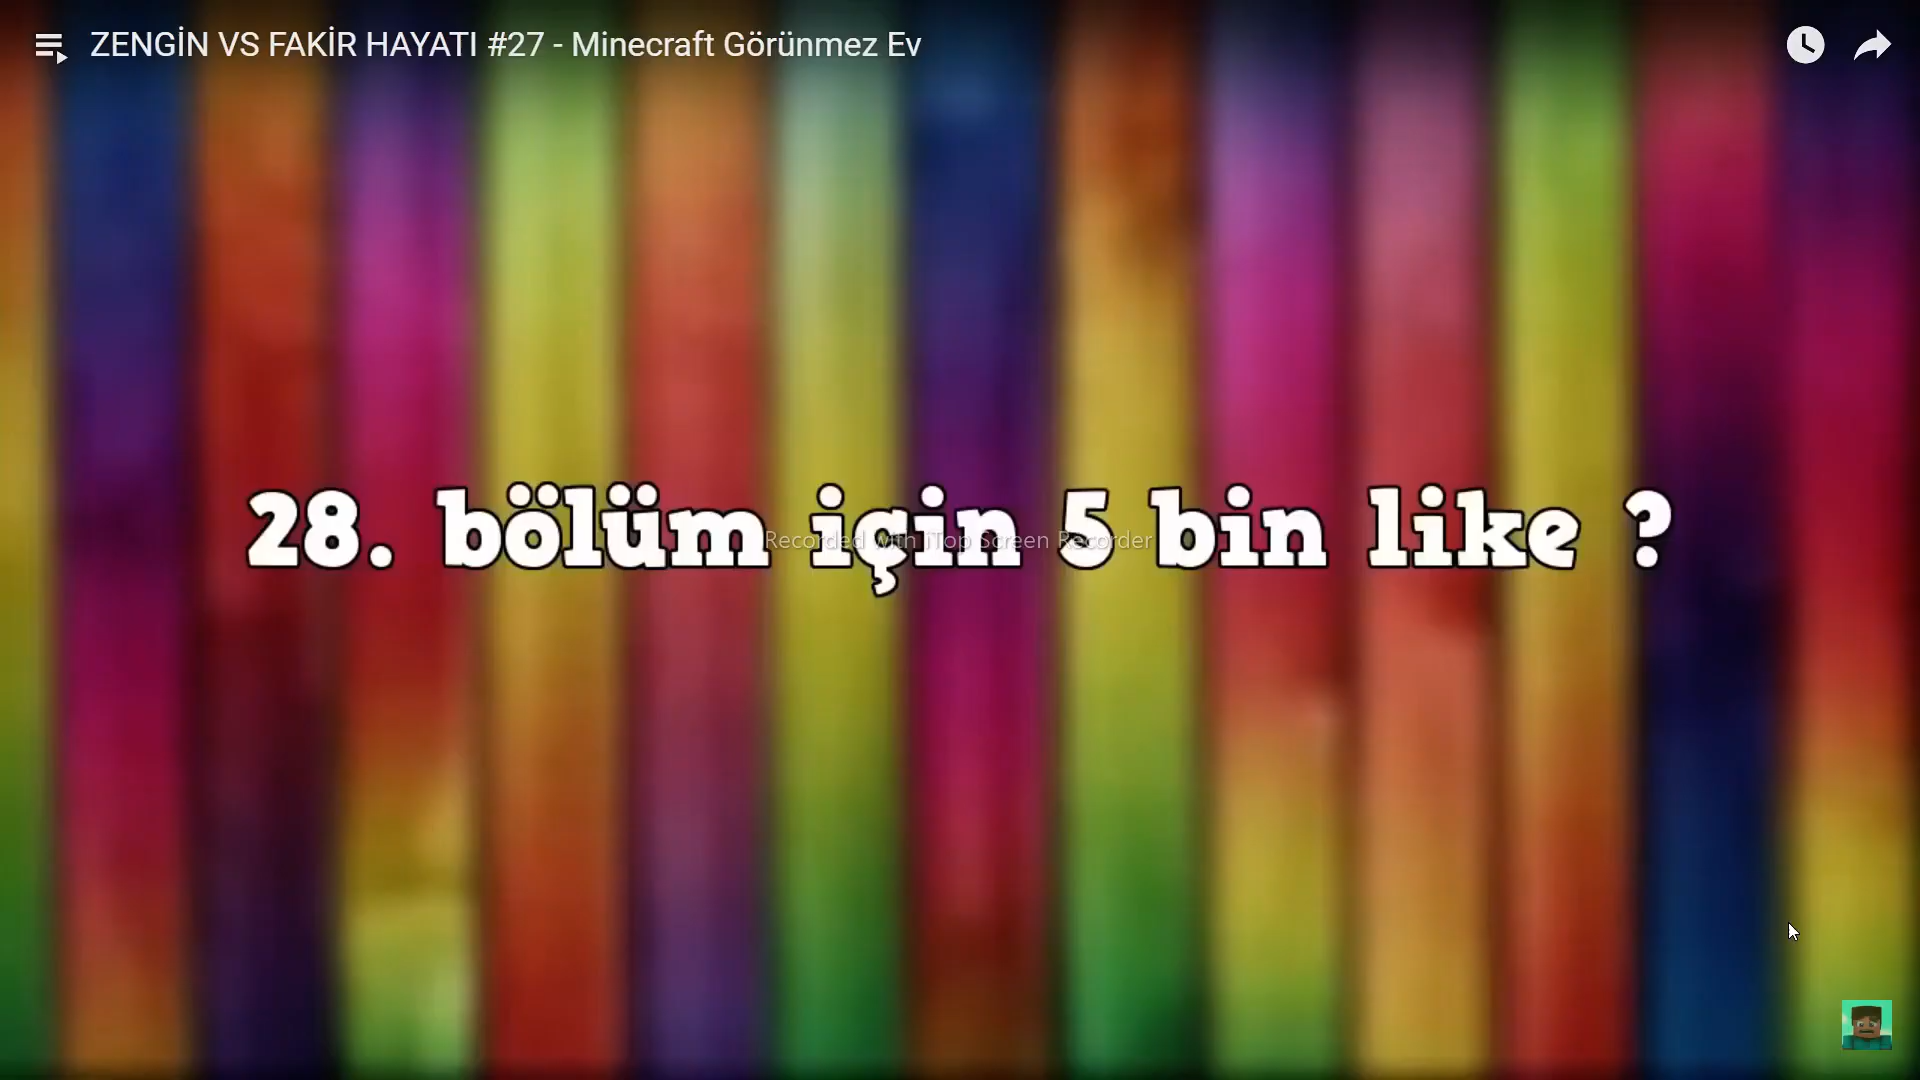 ZENGİN VS FAKİR HAYATI #27 - Minecraft Görünmez Ev
28. bölüm için 5 bin like ?
Recorded with iTop Screen Recorder